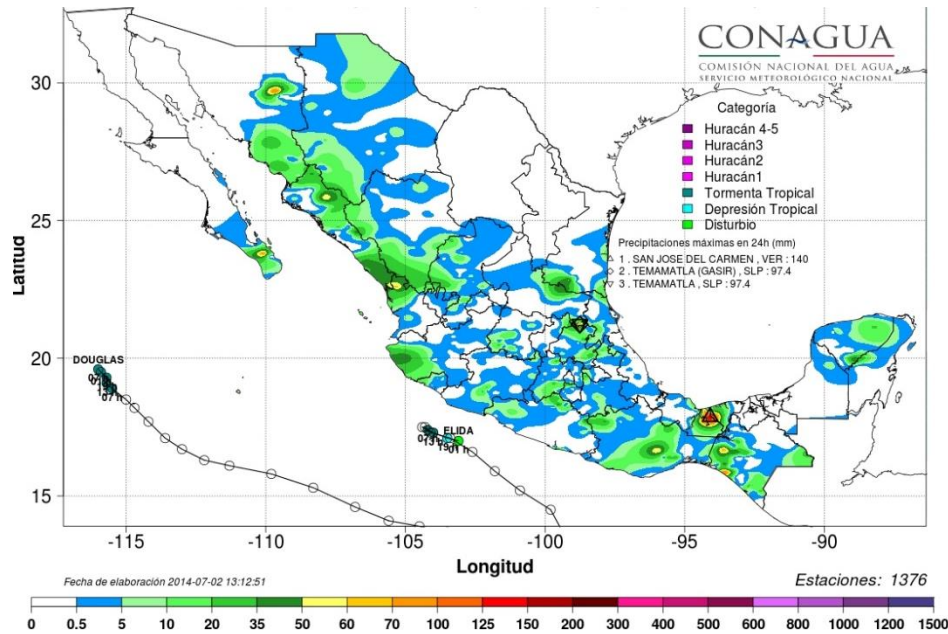 CONAGUA
COMISIÓN NACIONAL DEL AGUA
SERVICIO METEOROLÓGICO NACIONAL
Categoría
Huracán 4-5
Huracán3
Huracán2
Huracán1
Tormenta Tropical
Depresión Tropical
Disturbio
Precipitaciones máximas en 24h (mm)
1 . SAN JOSE DEL CARMEN , VER : 140
2 . TEMAMATLA (GASIR) , SLP : 97.4
3 . TEMAMATLA , SLP : 97.4
Latitud
30
25
20
15
DOUGLAS
ELIDA
-115 -110 -105 -100 -95 -90
Longitud
Fecha de elaboración 2014-07-02 13:12:51
Estaciones: 1376
0 0.5 5 10 20 35 50 60 70 100 125 150 200 300 400 500 600 800 1000 1200 1500